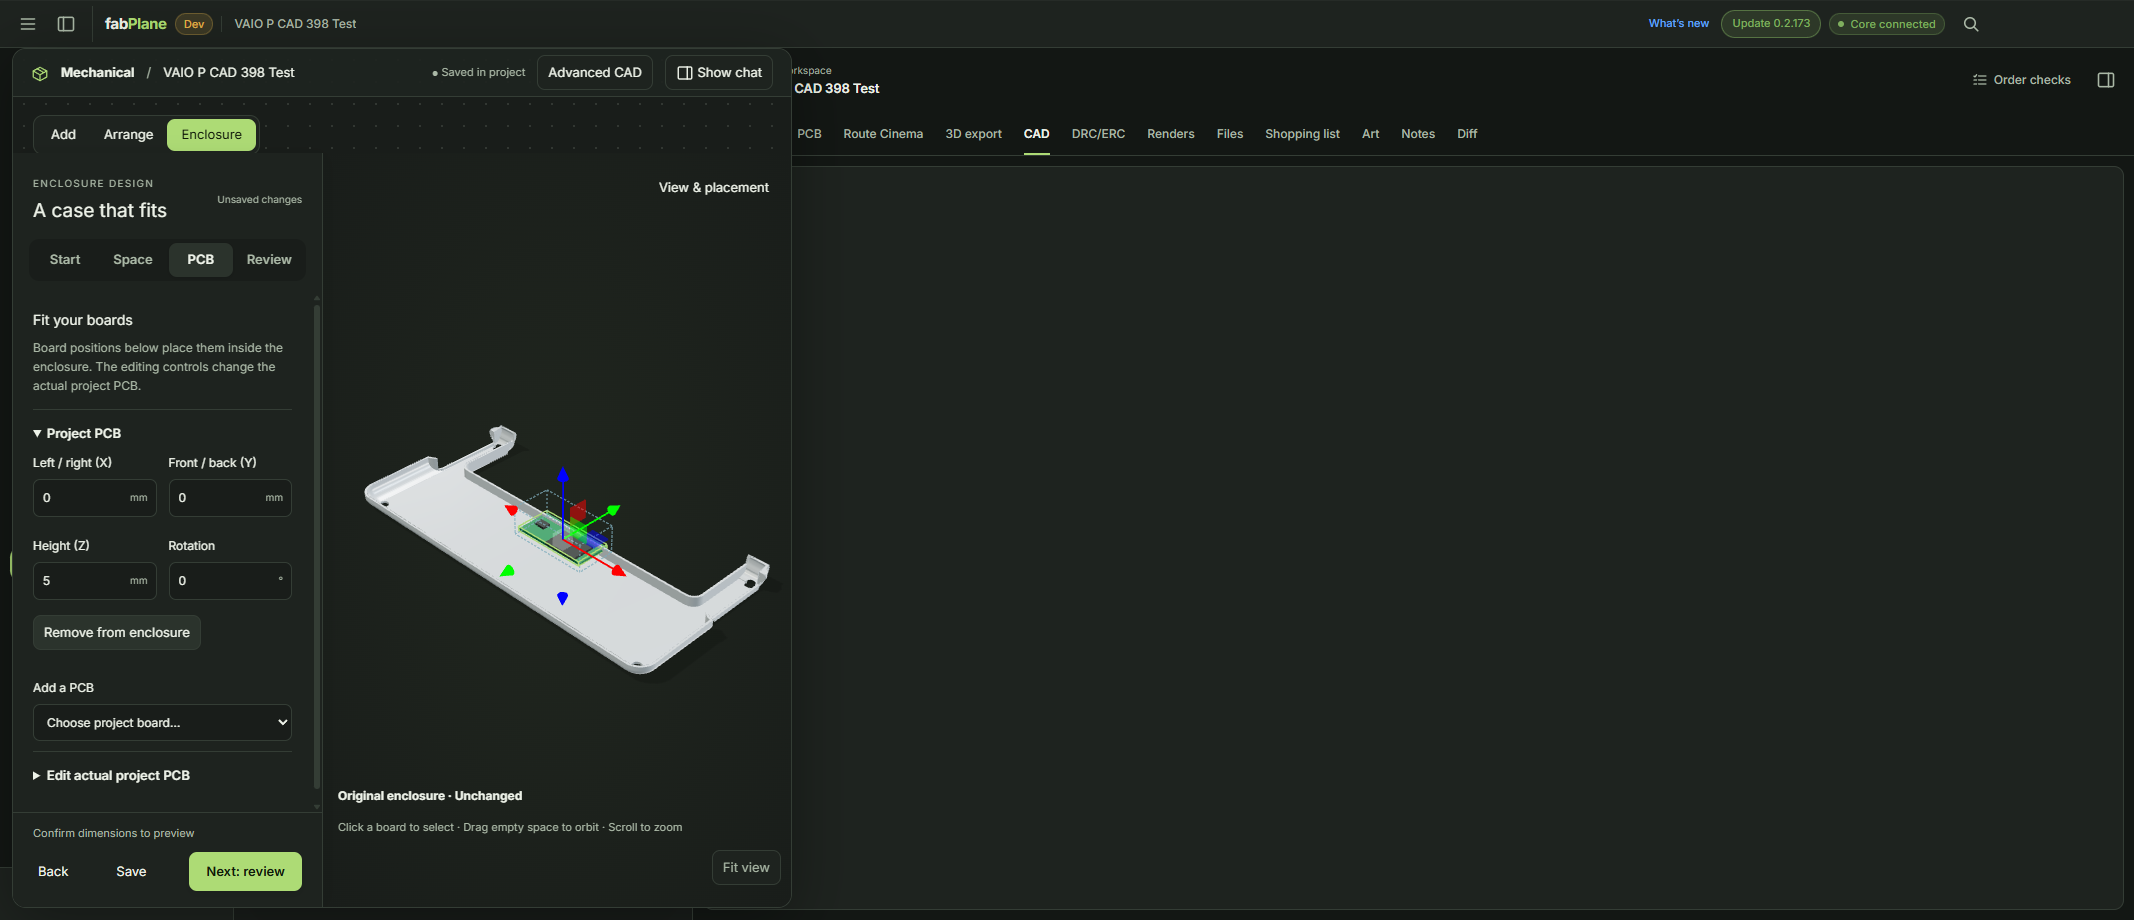 fabPlane Dev VAIO P CAD 398 Test
What's new Update 0.2.173 Core connected
Mechanical / VAIO P CAD 398 Test Saved in project Advanced CAD Show chat
rkspace
CAD 398 Test
Order checks
Add Arrange Enclosure
PCB Route Cinema 3D export CAD DRC/ERC Renders Files Shopping list Art Notes Diff
ENCLOSURE DESIGN
A case that fits
Unsaved changes
View & placement
Start Space PCB Review
Fit your boards
Board positions below place them inside the
enclosure. The editing controls change the
actual project PCB.
Project PCB
Left / right (X) Front / back (Y)
0 mm 0 mm
Height (Z) Rotation
5 mm 0 °
Remove from enclosure
Add a PCB
Choose project board...
Edit actual project PCB
Original enclosure · Unchanged
Click a board to select · Drag empty space to orbit · Scroll to zoom
Confirm dimensions to preview
Back Save Next: review
Fit view